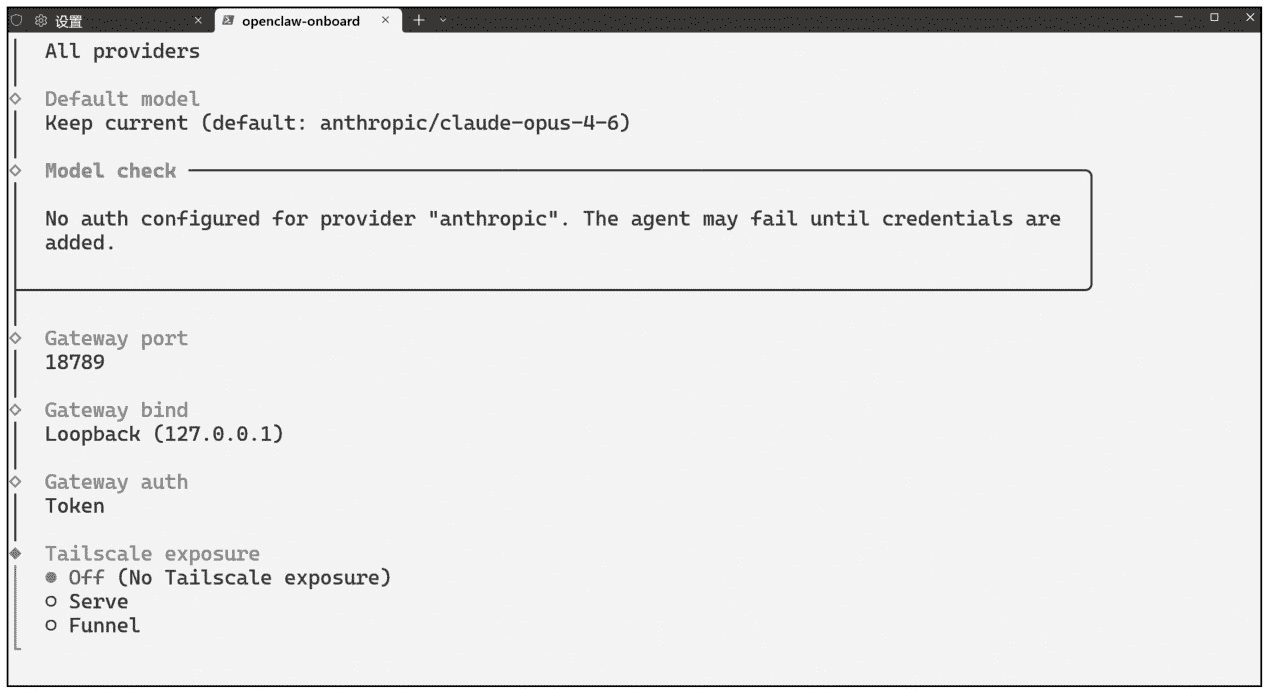 设置
openclaw-onboard
All providers
Default model
Keep current (default: anthropic/claude-opus-4-6)
Model check
No auth configured for provider "anthropic". The agent may fail until credentials are
added.
Gateway port
18789
Gateway bind
Loopback (127.0.0.1)
Gateway auth
Token
Tailscale exposure
Off (No Tailscale exposure)
Serve
Funnel